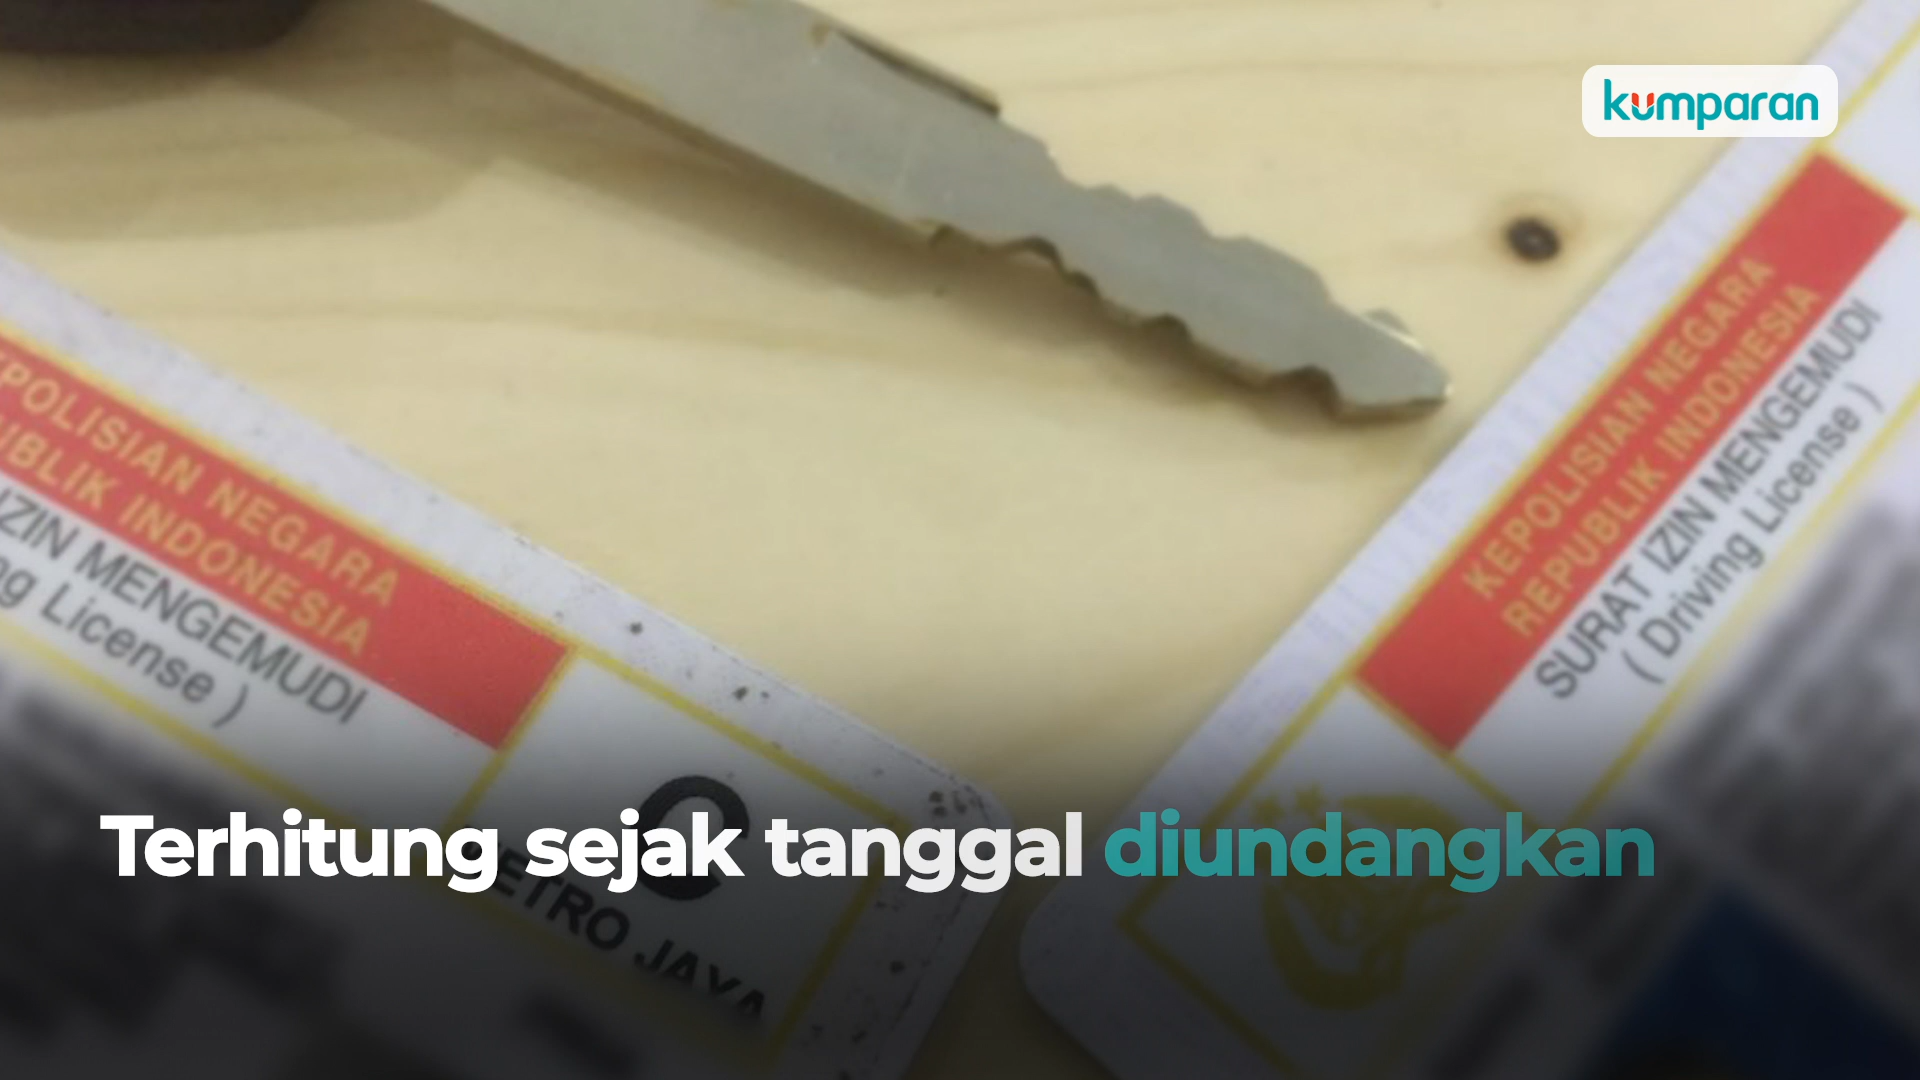 kumparan
KEPOLISIAN NEGARA
REPUBLIK INDONESIA
SURAT IZIN MENGEMUDI
( Driving License )
POLISIAN NEGARA
BLIK INDONESIA
IZIN MENGEMUDI
License )
C
METRO JAYA
Terhitung sejak tanggal diundangkan